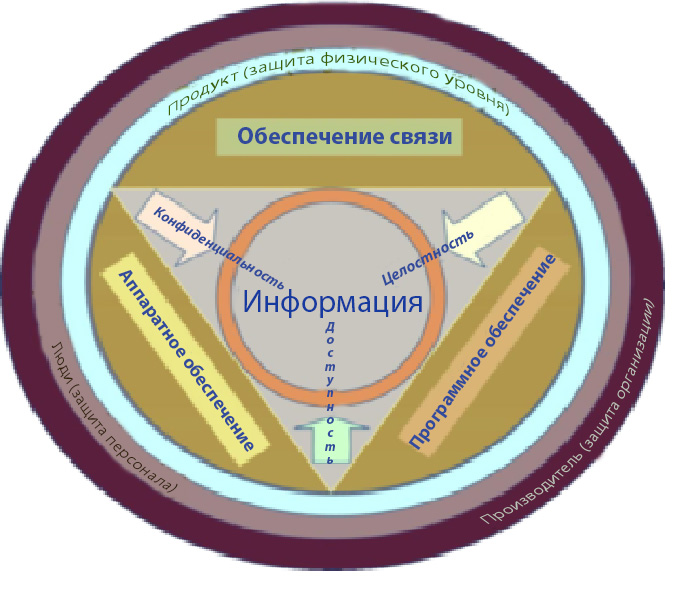 Продукт (защита физического уровня)
Обеспечение связи
Конфиденциальность
Целостность
Информация
Доступность
Аппаратное обеспечение
Программное обеспечение
Люди (защита персонала)
Производитель (защита организации)